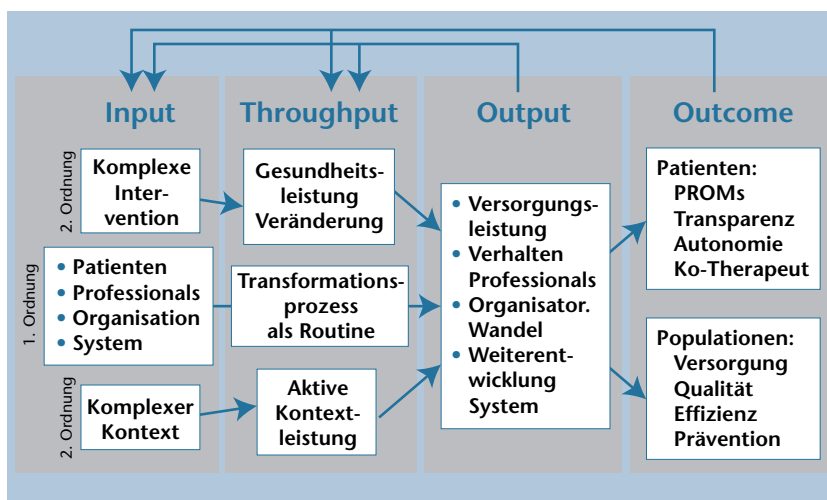 Input
Throughput
Output
Outcome
2. Ordnung
Komplexe
Inter-
vention
1. Ordnung
• Patienten
• Professionals
• Organisation
• System
2. Ordnung
Komplexer
Kontext
Gesundheits-
leistung
Veränderung
Transformations-
prozess
als Routine
Aktive
Kontext-
leistung
• Versorgungs-
leistung
• Verhalten
Professionals
• Organisator.
Wandel
• Weiterent-
wicklung
System
Patienten:
PROMs
Transparenz
Autonomie
Ko-Therapeut
Populationen:
Versorgung
Qualität
Effizienz
Prävention